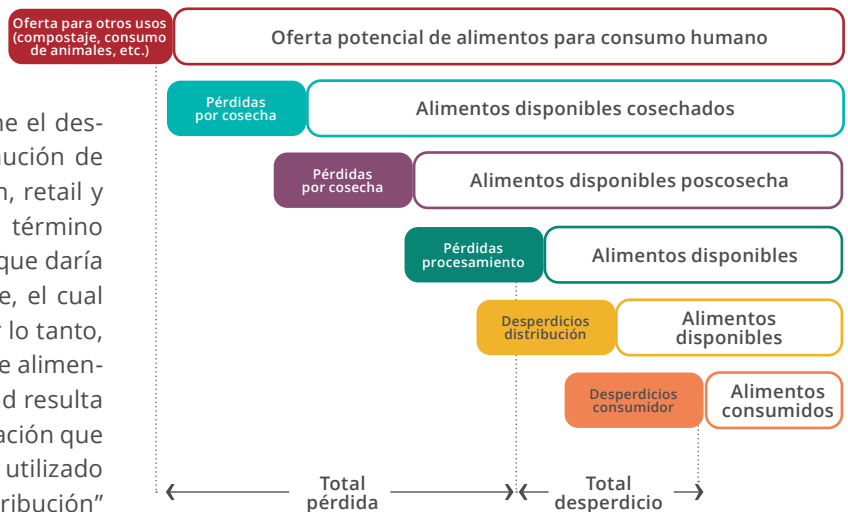 Oferta para otros usos
(compostaje, consumo
de animales, etc.)
Oferta potencial de alimentos para consumo humano
Pérdidas
por cosecha
Alimentos disponibles cosechados
Pérdidas
por cosecha
Alimentos disponibles poscosecha
Pérdidas
procesamiento
Alimentos disponibles
Desperdicios
distribución
Alimentos
disponibles
Desperdicios
consumidor
Alimentos
consumidos
Total
pérdida
Total
desperdicio
ne el des-
nución de
n, retail y
término
que daría
e, el cual
r lo tanto,
e alimen-
d resulta
ación que
utilizado
tribución”